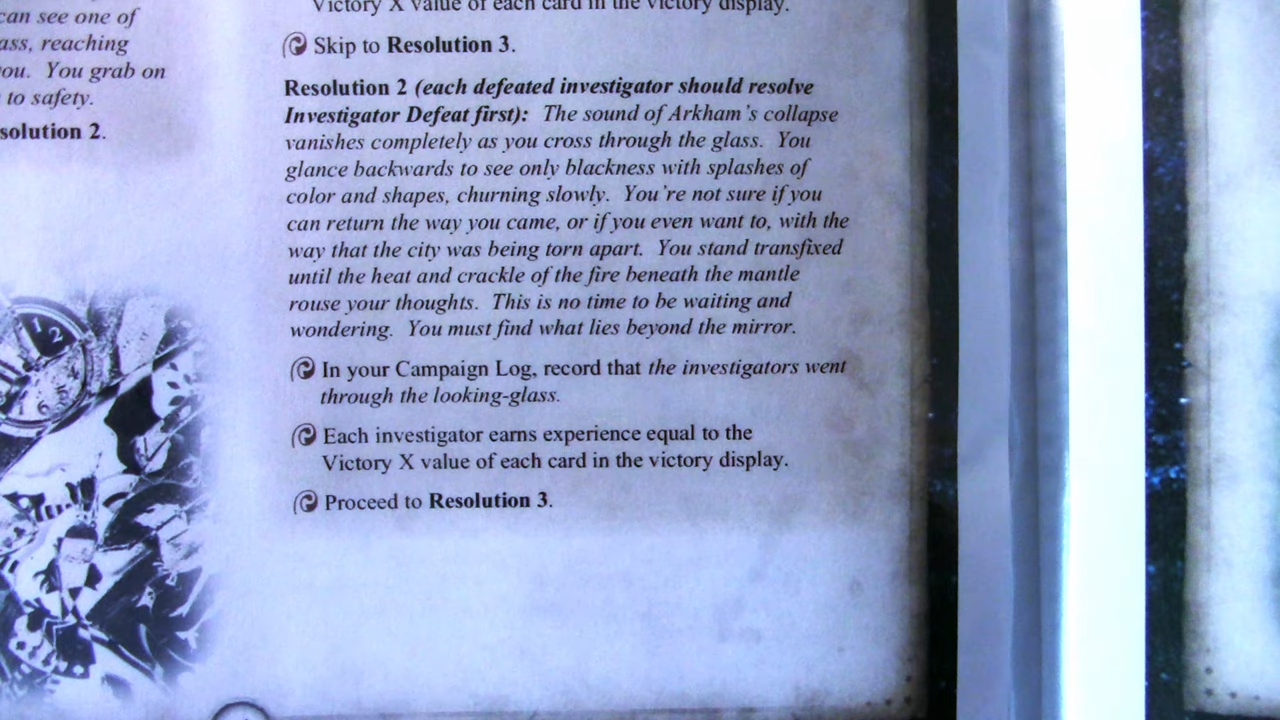 can see one of
ass, reaching
ou. You grab on
to safety.
solution 2.
Victory X value of each card in the victory display.
Skip to Resolution 3.
Resolution 2 (each defeated investigator should resolve
Investigator Defeat first): The sound of Arkham's collapse
vanishes completely as you cross through the glass. You
glance backwards to see only blackness with splashes of
color and shapes, churning slowly. You're not sure if you
can return the way you came, or if you even want to, with the
way that the city was being torn apart. You stand transfixed
until the heat and crackle of the fire beneath the mantle
rouse your thoughts. This is no time to be waiting and
wondering. You must find what lies beyond the mirror.
In your Campaign Log, record that the investigators went
through the looking-glass.
Each investigator earns experience equal to the
Victory X value of each card in the victory display.
Proceed to Resolution 3.